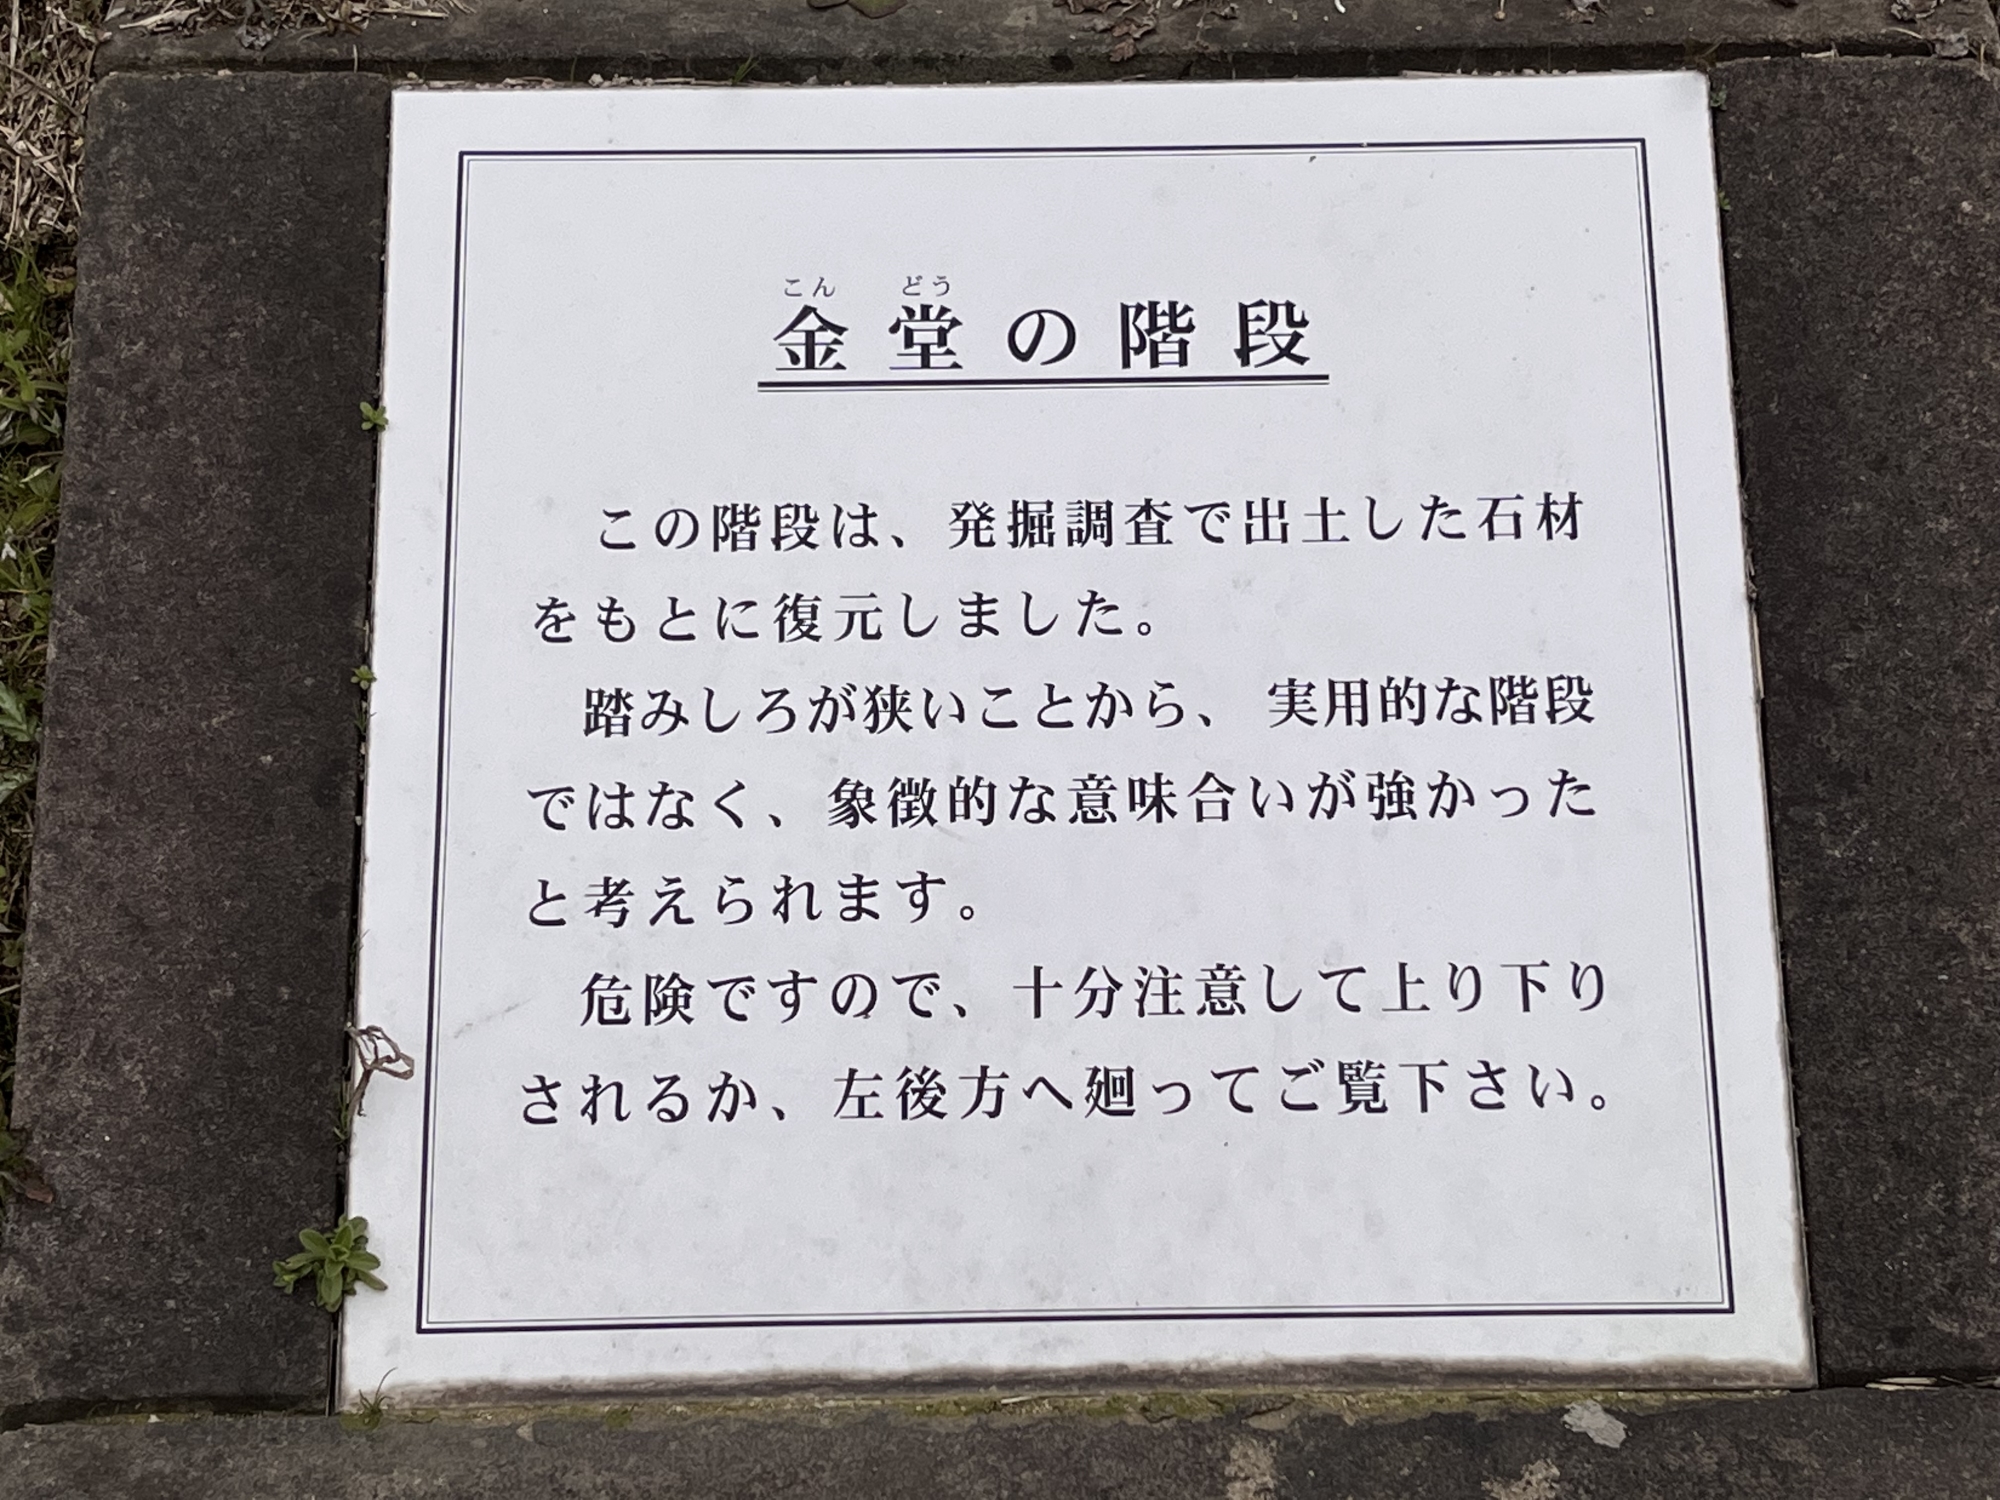 こん どう
金堂の階段
この階段は、発掘調査で出土した石材
をもとに復元しました。
踏みしろが狭いことから、実用的な階段
ではなく、象徴的な意味合いが強かった
と考えられます。
危険ですので、十分注意して上り下り
されるか、左後方へ廻ってご覧下さい。